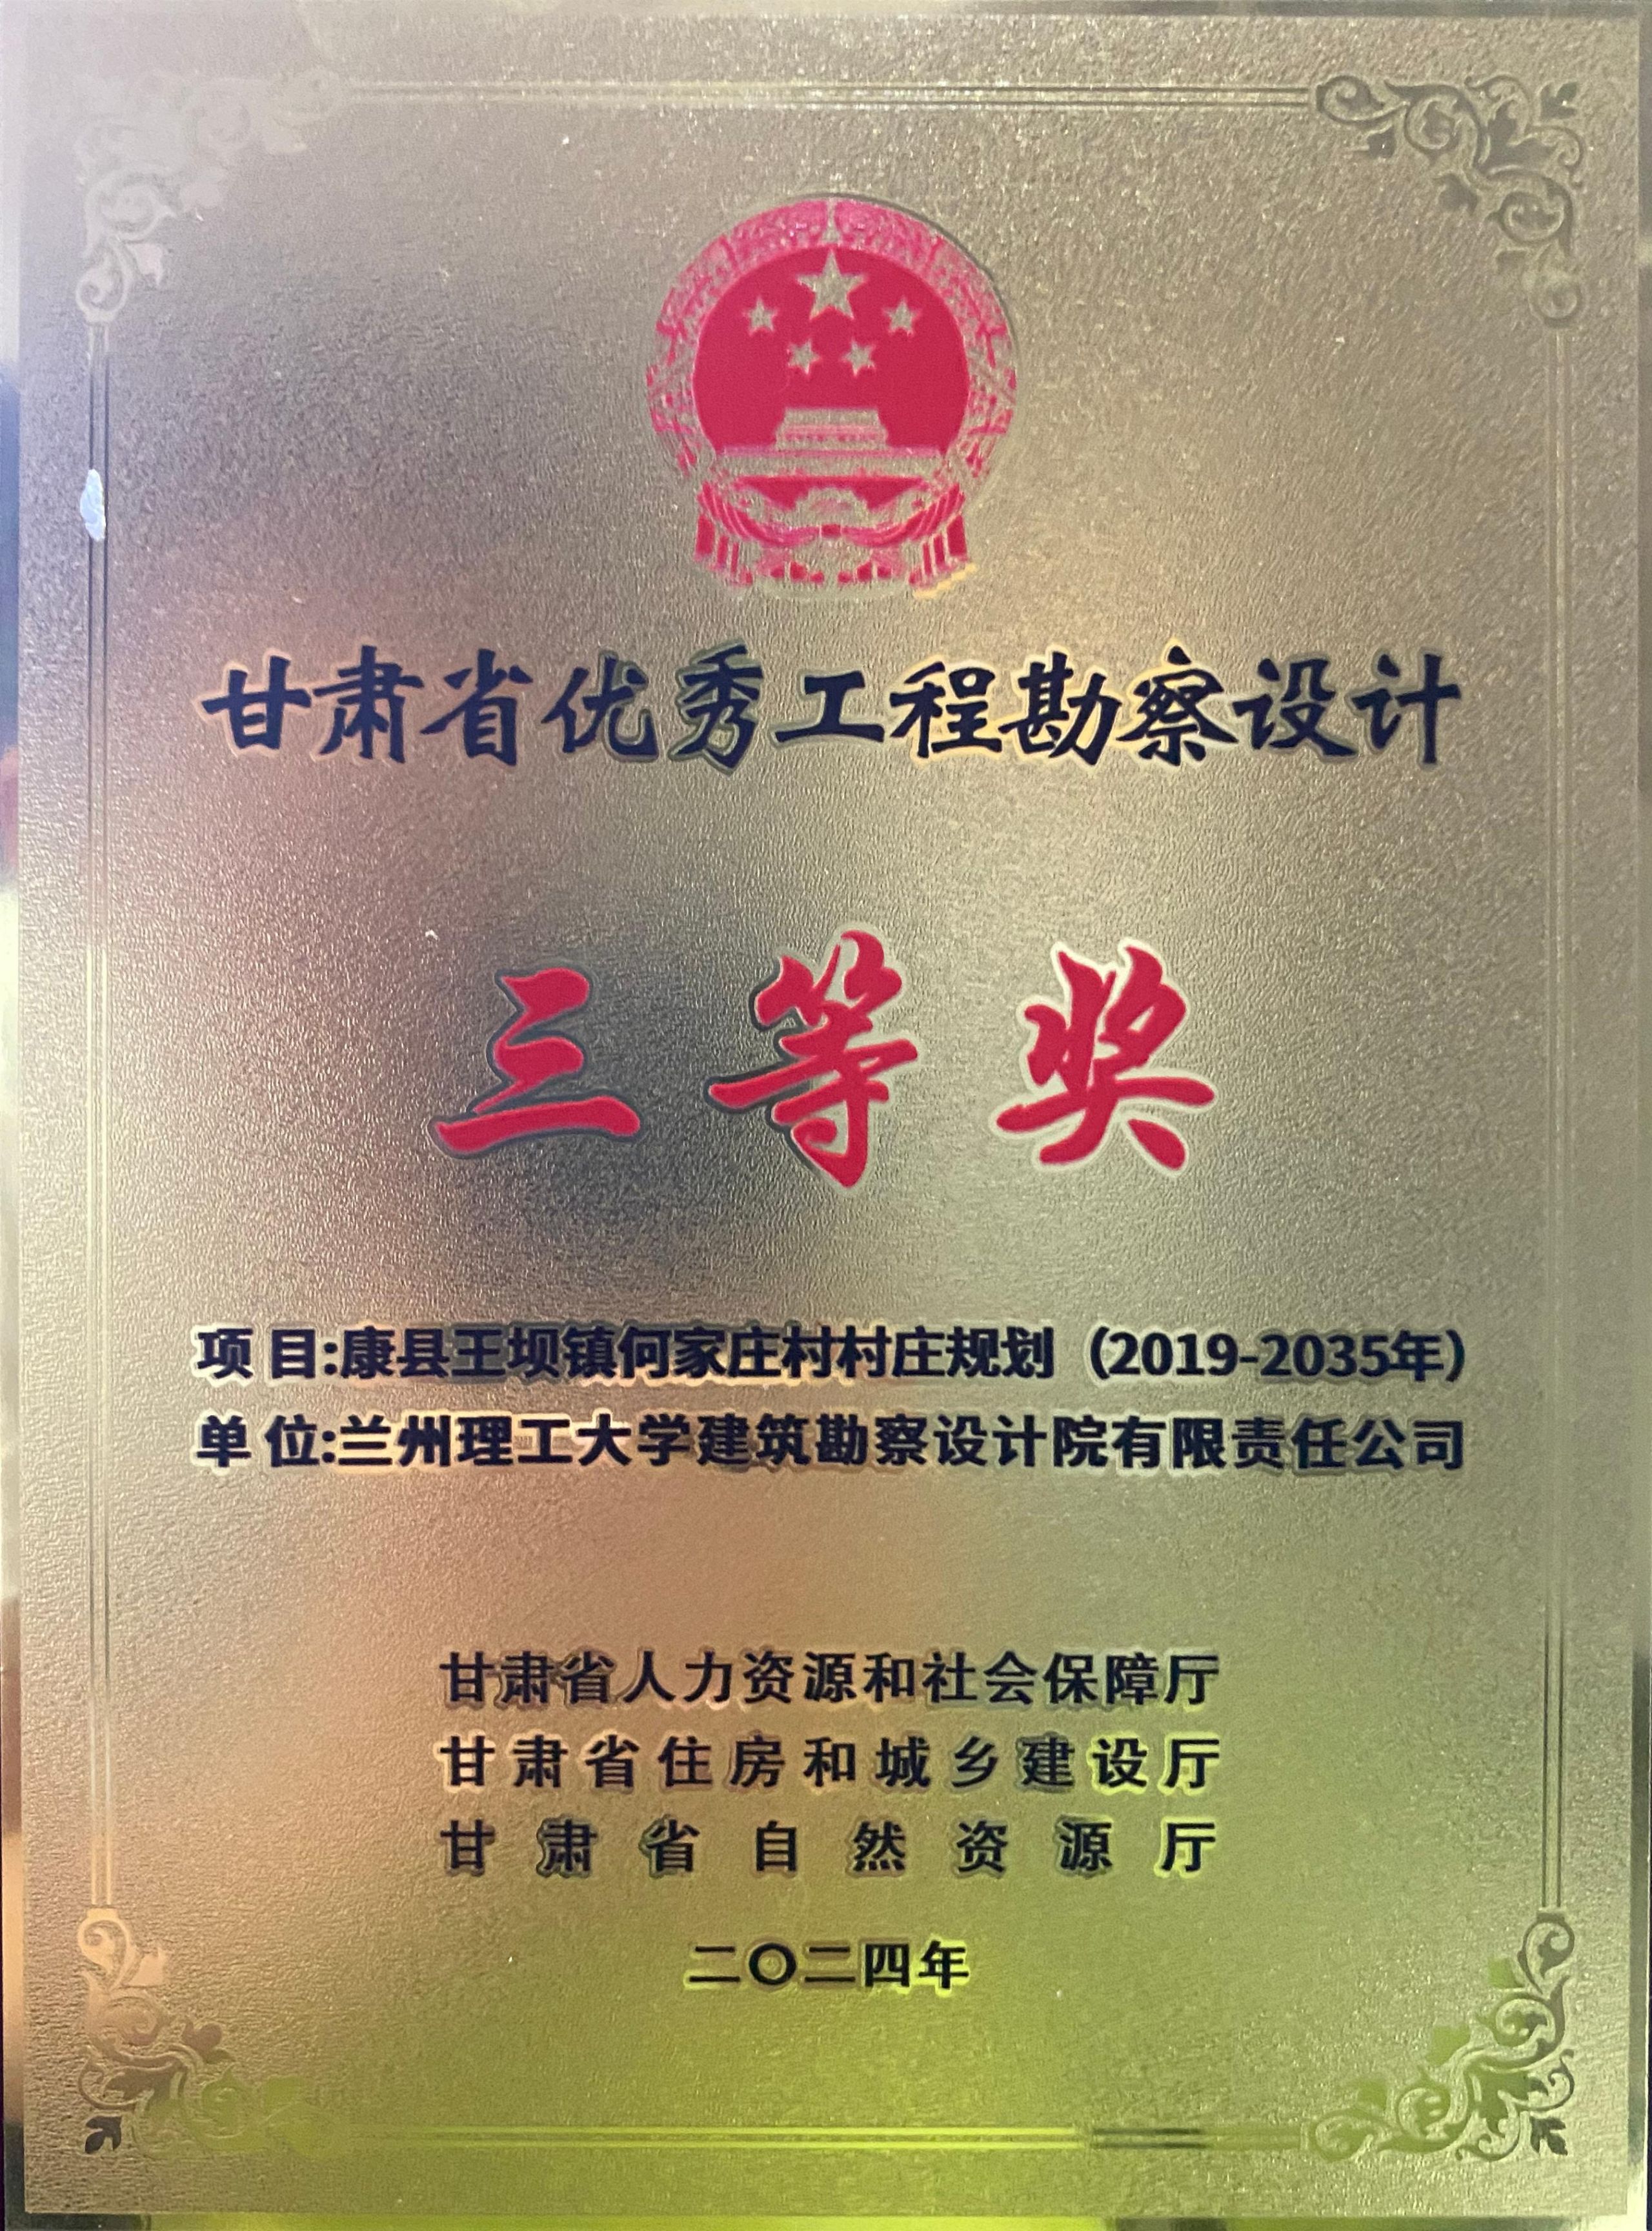 甘肃省优秀工程勘察设计
三等奖
项 目:康县王坝镇何家庄村村庄规划（2019-2035年）
单 位:兰州理工大学建筑勘察设计院有限责任公司
甘肃省人力资源和社会保障厅
甘肃省住房和城乡建设厅
甘肃省自然资源厅
二〇二四年